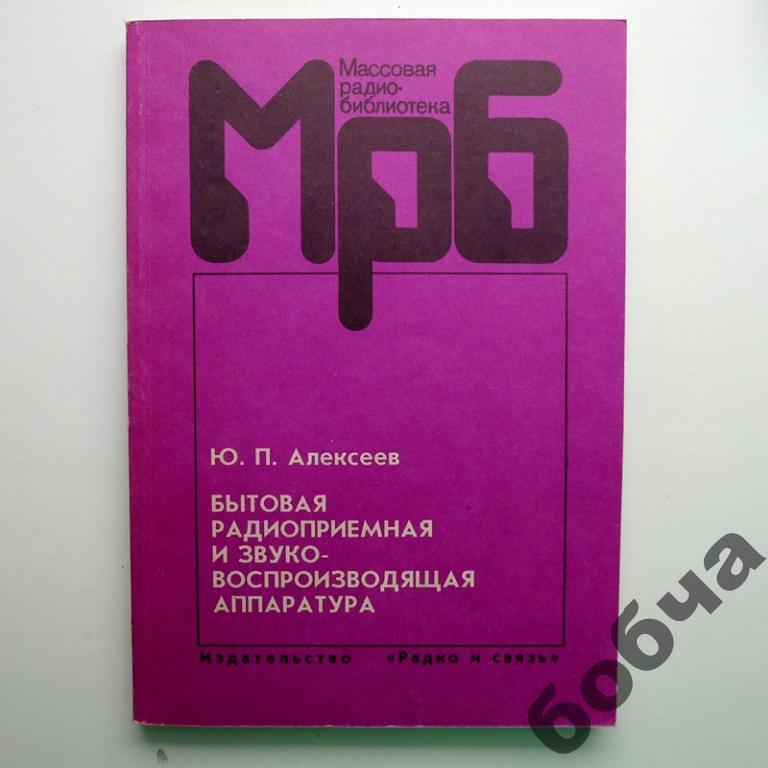 Массовая
радио-
библиотека
Мрб
Ю. П. Алексеев
БЫТОВАЯ
РАДИОПРИЕМНАЯ
И ЗВУКО-
ВОСПРОИЗВОДЯЩАЯ
АППАРАТУРА
Издательство «Радио и связь»
бобча